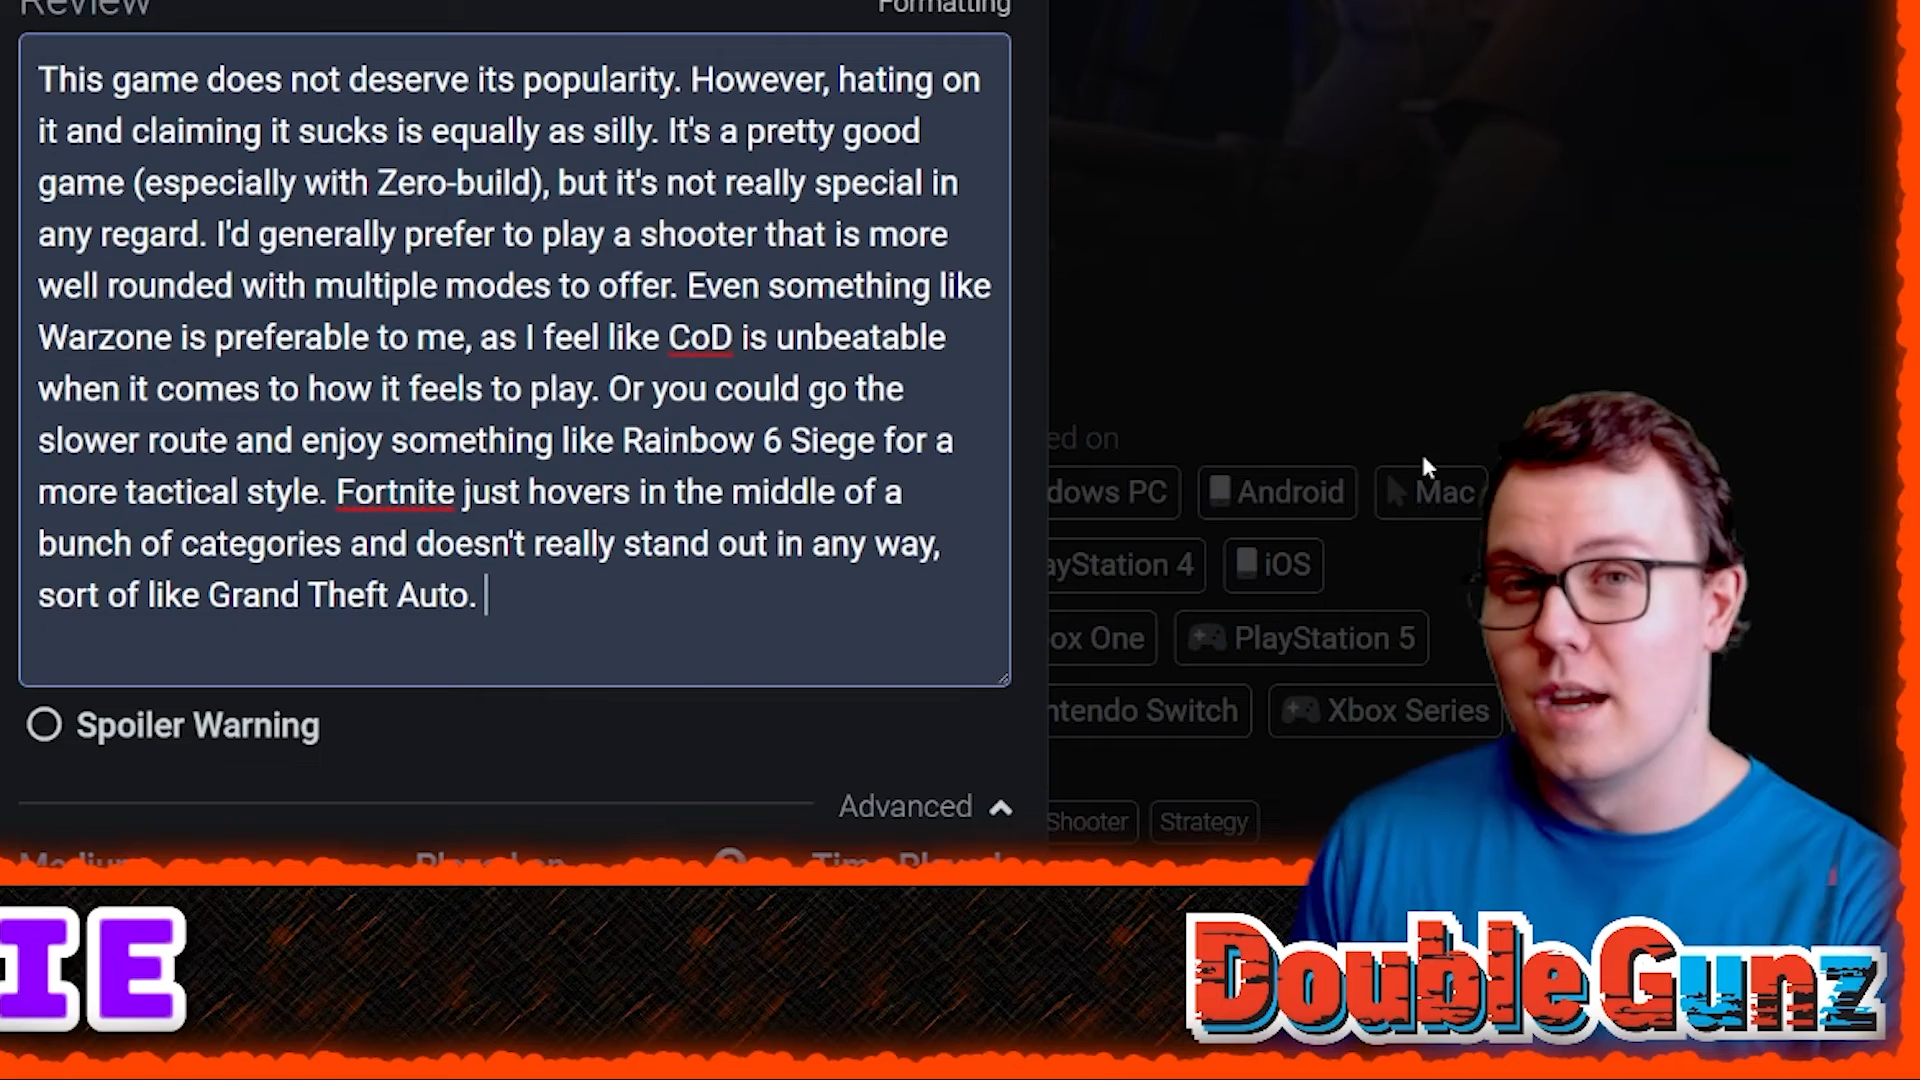 Review
Formatting
This game does not deserve its popularity. However, hating on
it and claiming it sucks is equally as silly. It's a pretty good
game (especially with Zero-build), but it's not really special in
any regard. I'd generally prefer to play a shooter that is more
well rounded with multiple modes to offer. Even something like
Warzone is preferable to me, as I feel like CoD is unbeatable
when it comes to how it feels to play. Or you could go the
slower route and enjoy something like Rainbow 6 Siege for a
more tactical style. Fortnite just hovers in the middle of a
bunch of categories and doesn't really stand out in any way,
sort of like Grand Theft Auto.
Spoiler Warning
Advanced
ed on
dows PC
Android
Mac
ayStation 4
iOS
ox One
PlayStation 5
ntendo Switch
Xbox Series
Shooter
Strategy
IE
DoubleGunz